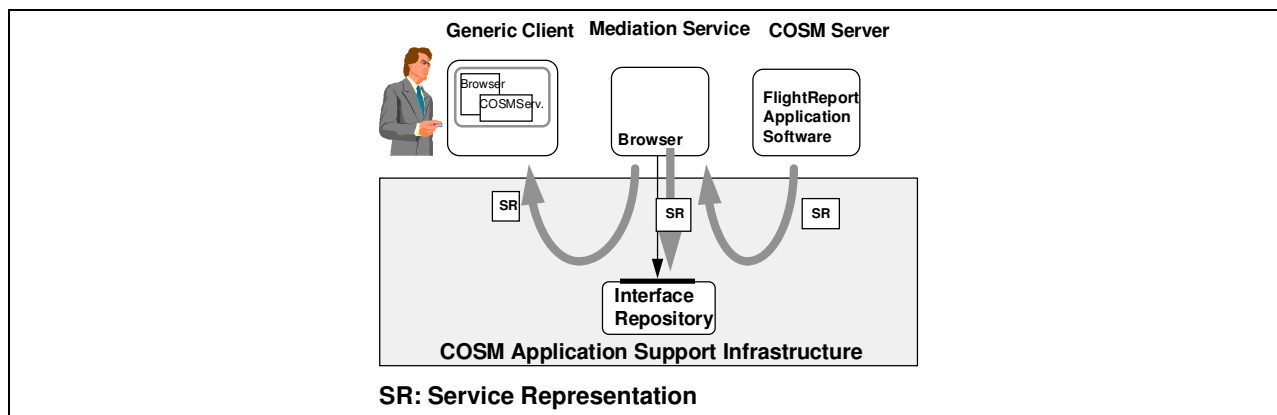 Generic Client
Mediation Service
COSM Server
Browser
COSMServ.
Browser
FlightReport
Application
Software
SR
SR
SR
Interface
Repository
COSM Application Support Infrastructure
SR: Service Representation